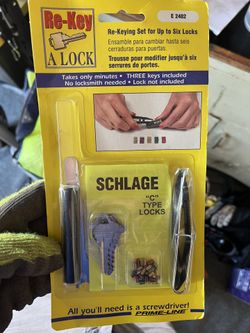 Re-Key
A LOCK
E 2402
Re-Keying Set for Up to Six Locks
Ensamble para cambiar hasta seis
cerraduras para puertas.
Trousse pour modifier jusqu'à six
serrures de portes.
Takes only minutes • THREE keys included
No locksmith needed • Lock not included
SCHLAGE
"C"
TYPE
LOCKS
All you'll need is a screwdriver! PRIME-LINE